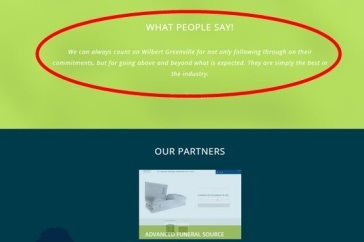 WHAT PEOPLE SAY!
We can always count on Wilbert Greenville for not only following through on their
commitments, but for going above and beyond what is expected. They are simply the best in
the industry.
OUR PARTNERS
ADVANCED FUNERAL SOURCE